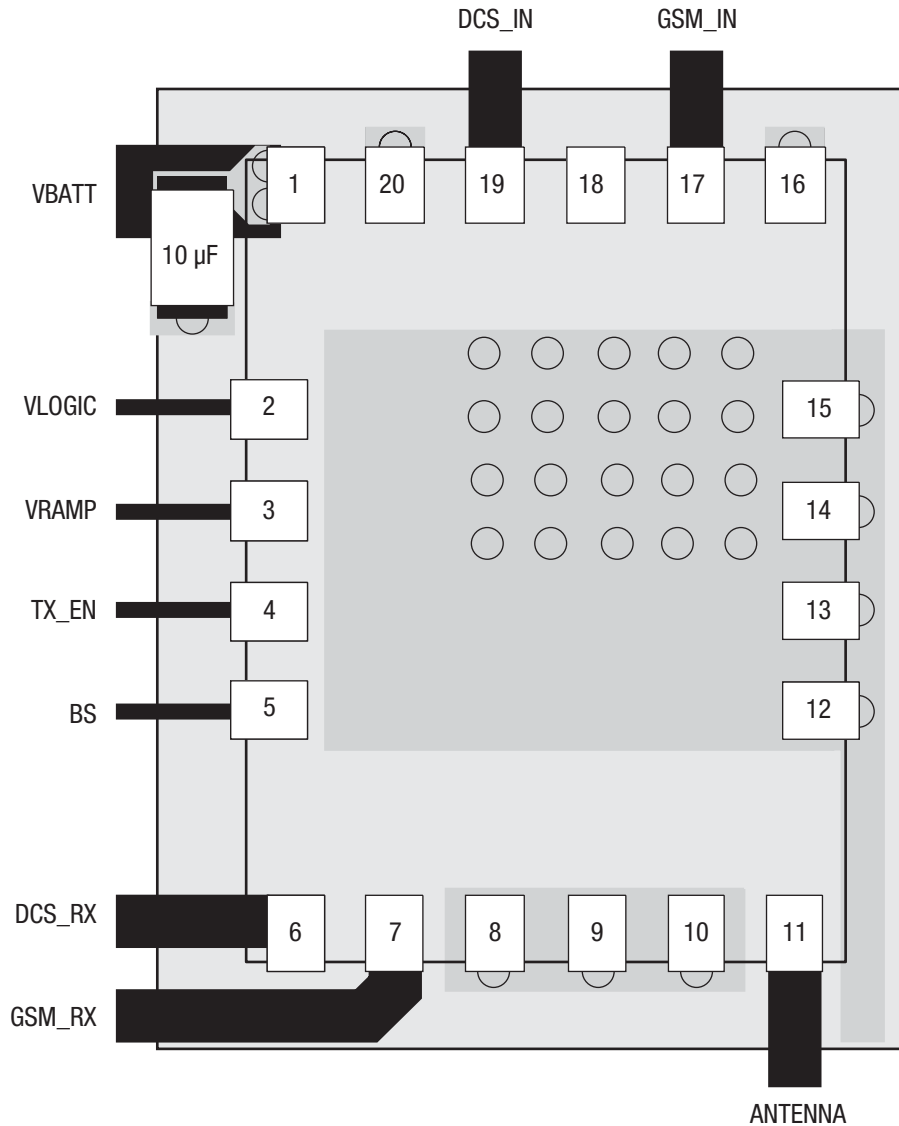 DCS_IN GSM_IN
1 20 19 18 17 16
VBATT
10 µF
VLOGIC 2 15
VRAMP 3 14
TX_EN 4 13
BS 5 12
DCS_RX 6 7 8 9 10 11
GSM_RX
ANTENNA